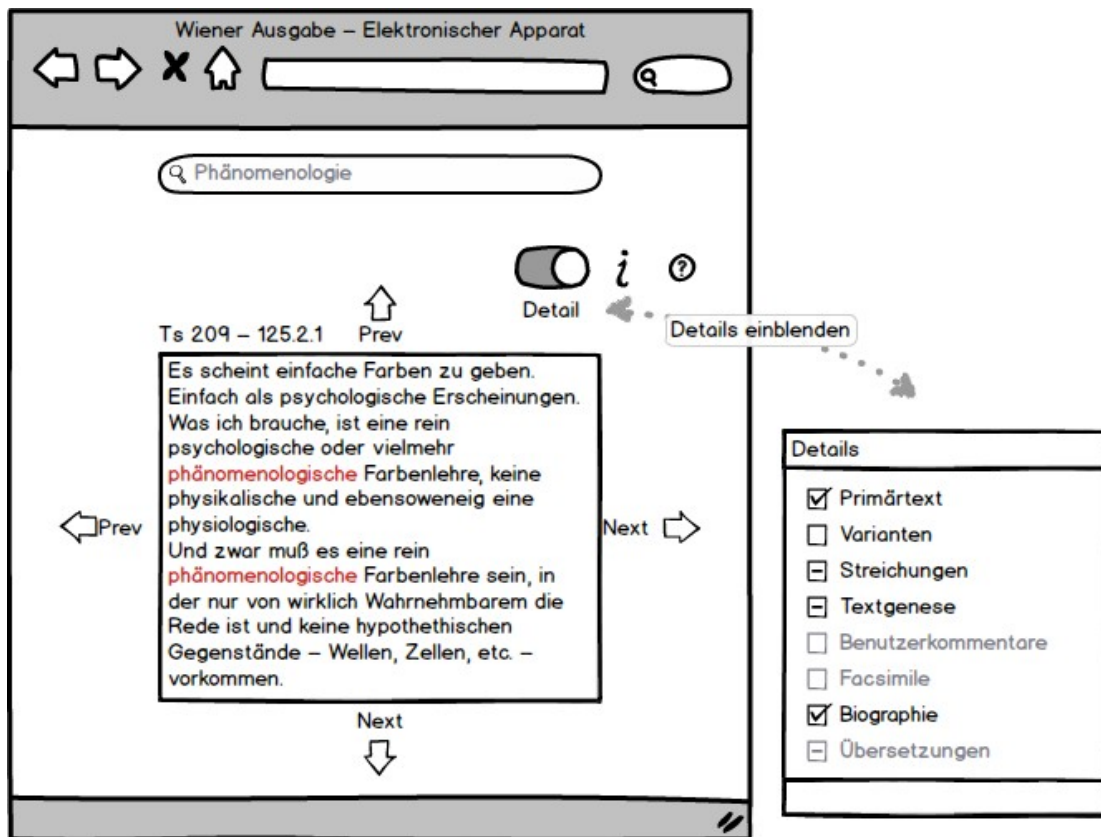 Wiener Ausgabe – Elektronischer Apparat
Phänomenologie
Detail
Details einblenden
Ts 209 – 125.2.1
Prev
Es scheint einfache Farben zu geben.
Einfach als psychologische Erscheinungen.
Was ich brauche, ist eine rein
psychologische oder vielmehr
phänomenologische Farbenlehre, keine
physikalische und ebensoweneig eine
physiologische.
Und zwar muß es eine rein
phänomenologische Farbenlehre sein, in
der nur von wirklich Wahrnehmbarem die
Rede ist und keine hypothethischen
Gegenstände – Wellen, Zellen, etc. –
vorkommen.
Prev
Next
Next
Details
Primärtext
Varianten
Streichungen
Textgenese
Benutzerkommentare
Facsimile
Biographie
Übersetzungen